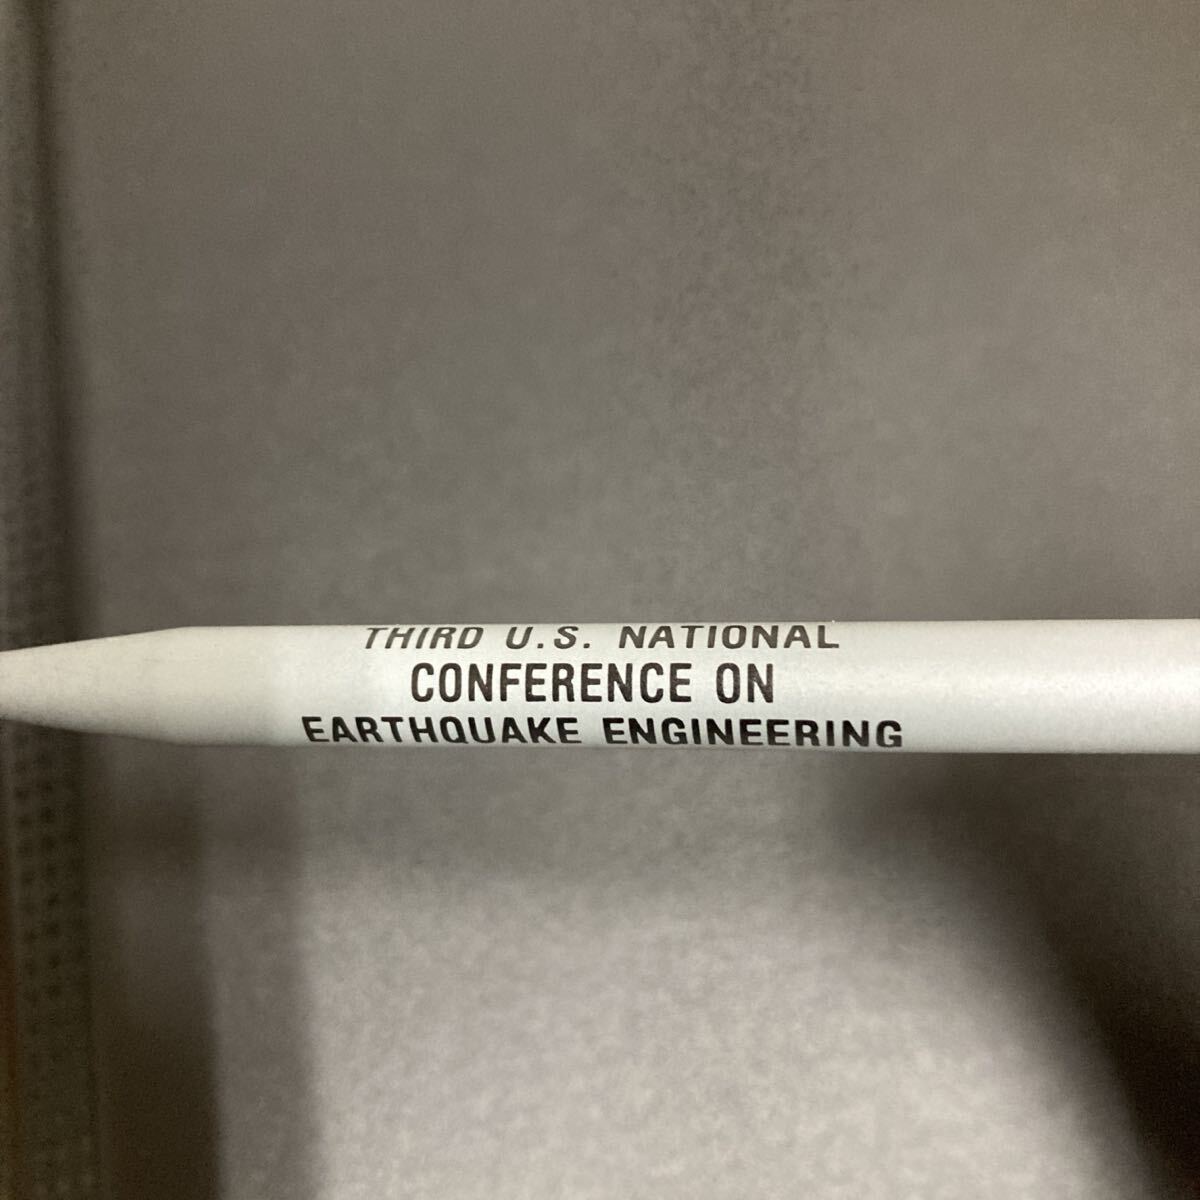 THIRD U.S. NATIONAL
CONFERENCE ON
EARTHQUAKE ENGINEERING